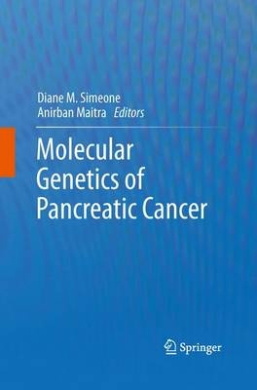 Diane M. Simeone
Anirban Maitra Editors
Molecular
Genetics of
Pancreatic Cancer
Springer